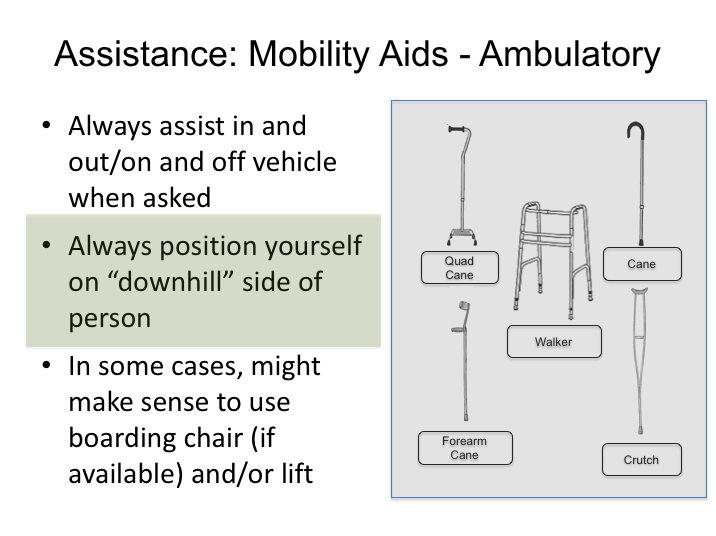 Assistance: Mobility Aids - Ambulatory
• Always assist in and
out/on and off vehicle
when asked
• Always position yourself
on “downhill” side of
person
• In some cases, might
make sense to use
boarding chair (if
available) and/or lift
Quad
Cane
Cane
Walker
Forearm
Cane
Crutch